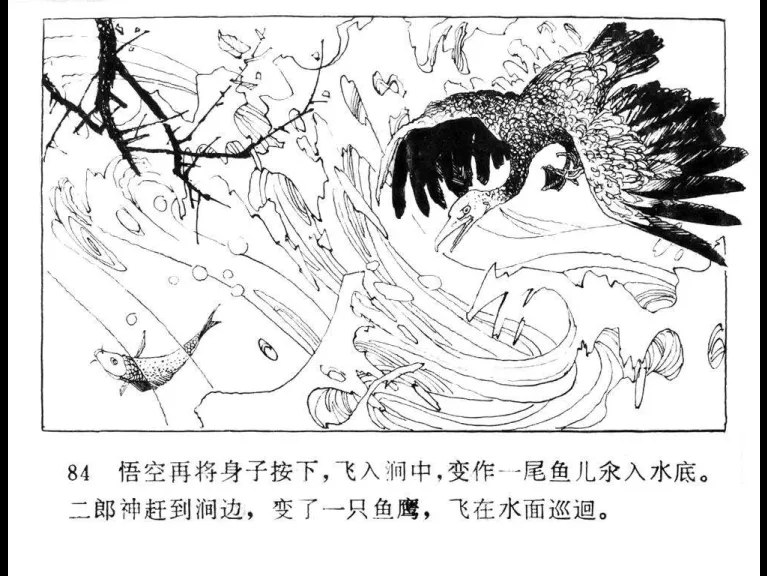 84 悟空再将身子按下，飞入涧中，变作一尾鱼儿氽入水底。
二郎神赶到涧边，变了一只鱼鹰，飞在水面巡迴。